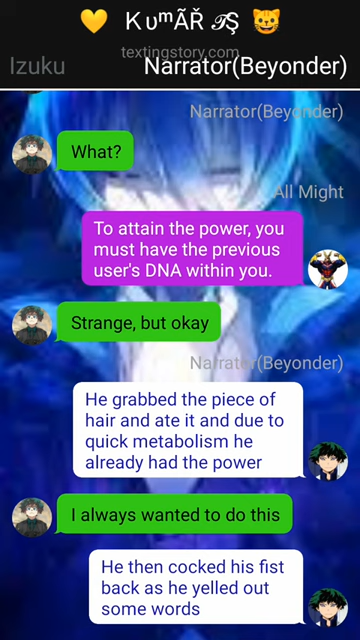 💛 KυᵐÃŘ 𝒯Ş 😺
textingstory.com
Izuku Narrator(Beyonder)
Narrator(Beyonder)
What?
All Might
To attain the power, you
must have the previous
user's DNA within you.
Strange, but okay
Narrator(Beyonder)
He grabbed the piece of
hair and ate it and due to
quick metabolism he
already had the power
I always wanted to do this
He then cocked his fist
back as he yelled out
some words